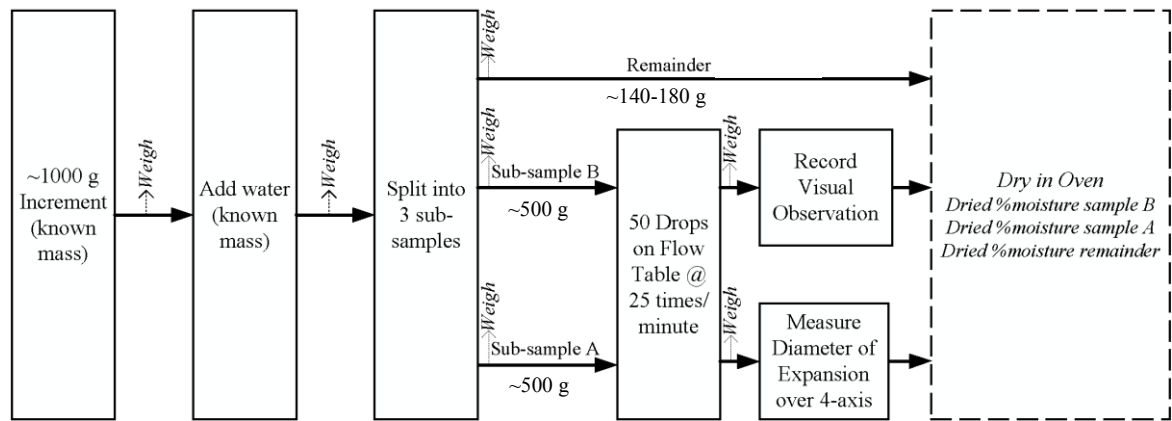 ~1000 g
Increment
(known
mass)
Weigh
Add water
(known
mass)
Weigh
Split into
3 sub-
samples
Weigh
Remainder
~140-180 g
Weigh
Sub-sample B
~500 g
Weigh
Sub-sample A
~500 g
50 Drops
on Flow
Table @
25 times/
minute
Weigh
Record
Visual
Observation
Weigh
Measure
Diameter of
Expansion
over 4-axis
Dry in Oven
Dried %moisture sample B
Dried %moisture sample A
Dried %moisture remainder